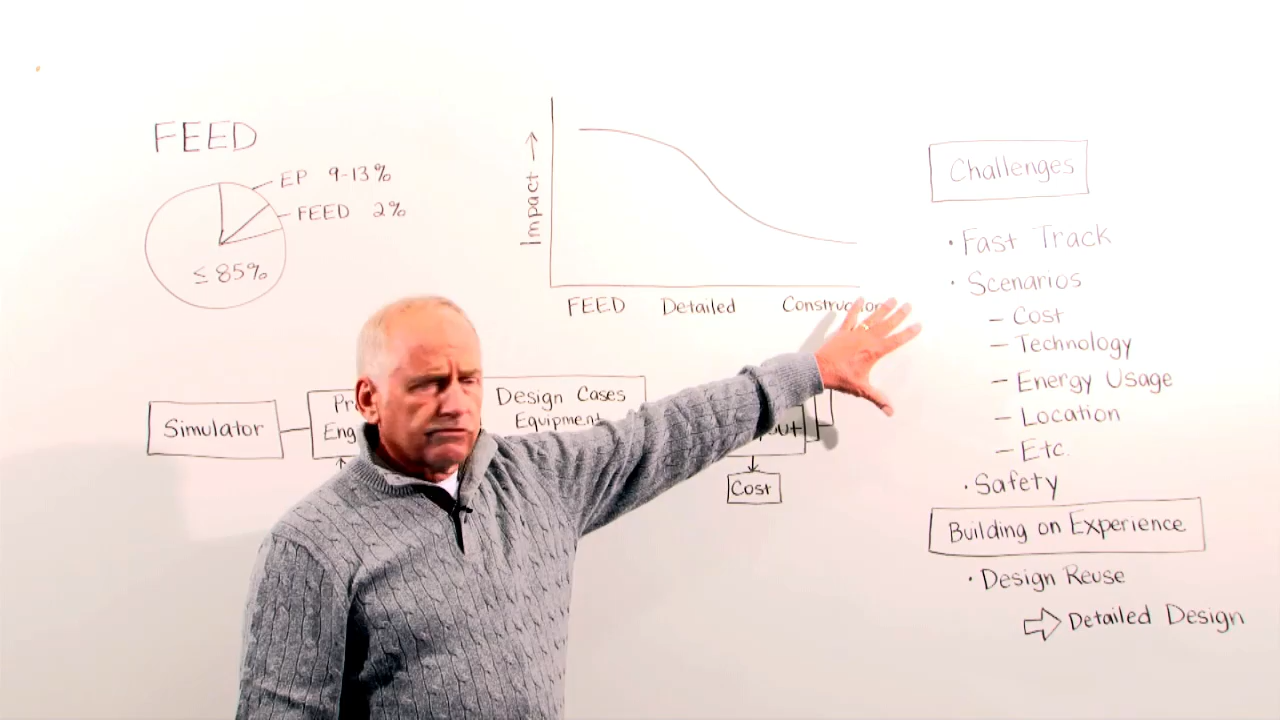 FEED
EP 9-13%
FEED 2%
≤ 85%
Impact →
FEED Detailed Construction
Simulator
Design Cases
Equipment
Cost
Challenges
· Fast Track
· Scenarios
– Cost
– Technology
– Energy Usage
– Location
– Etc.
· Safety
Building on Experience
· Design Reuse
⇨ Detailed Design